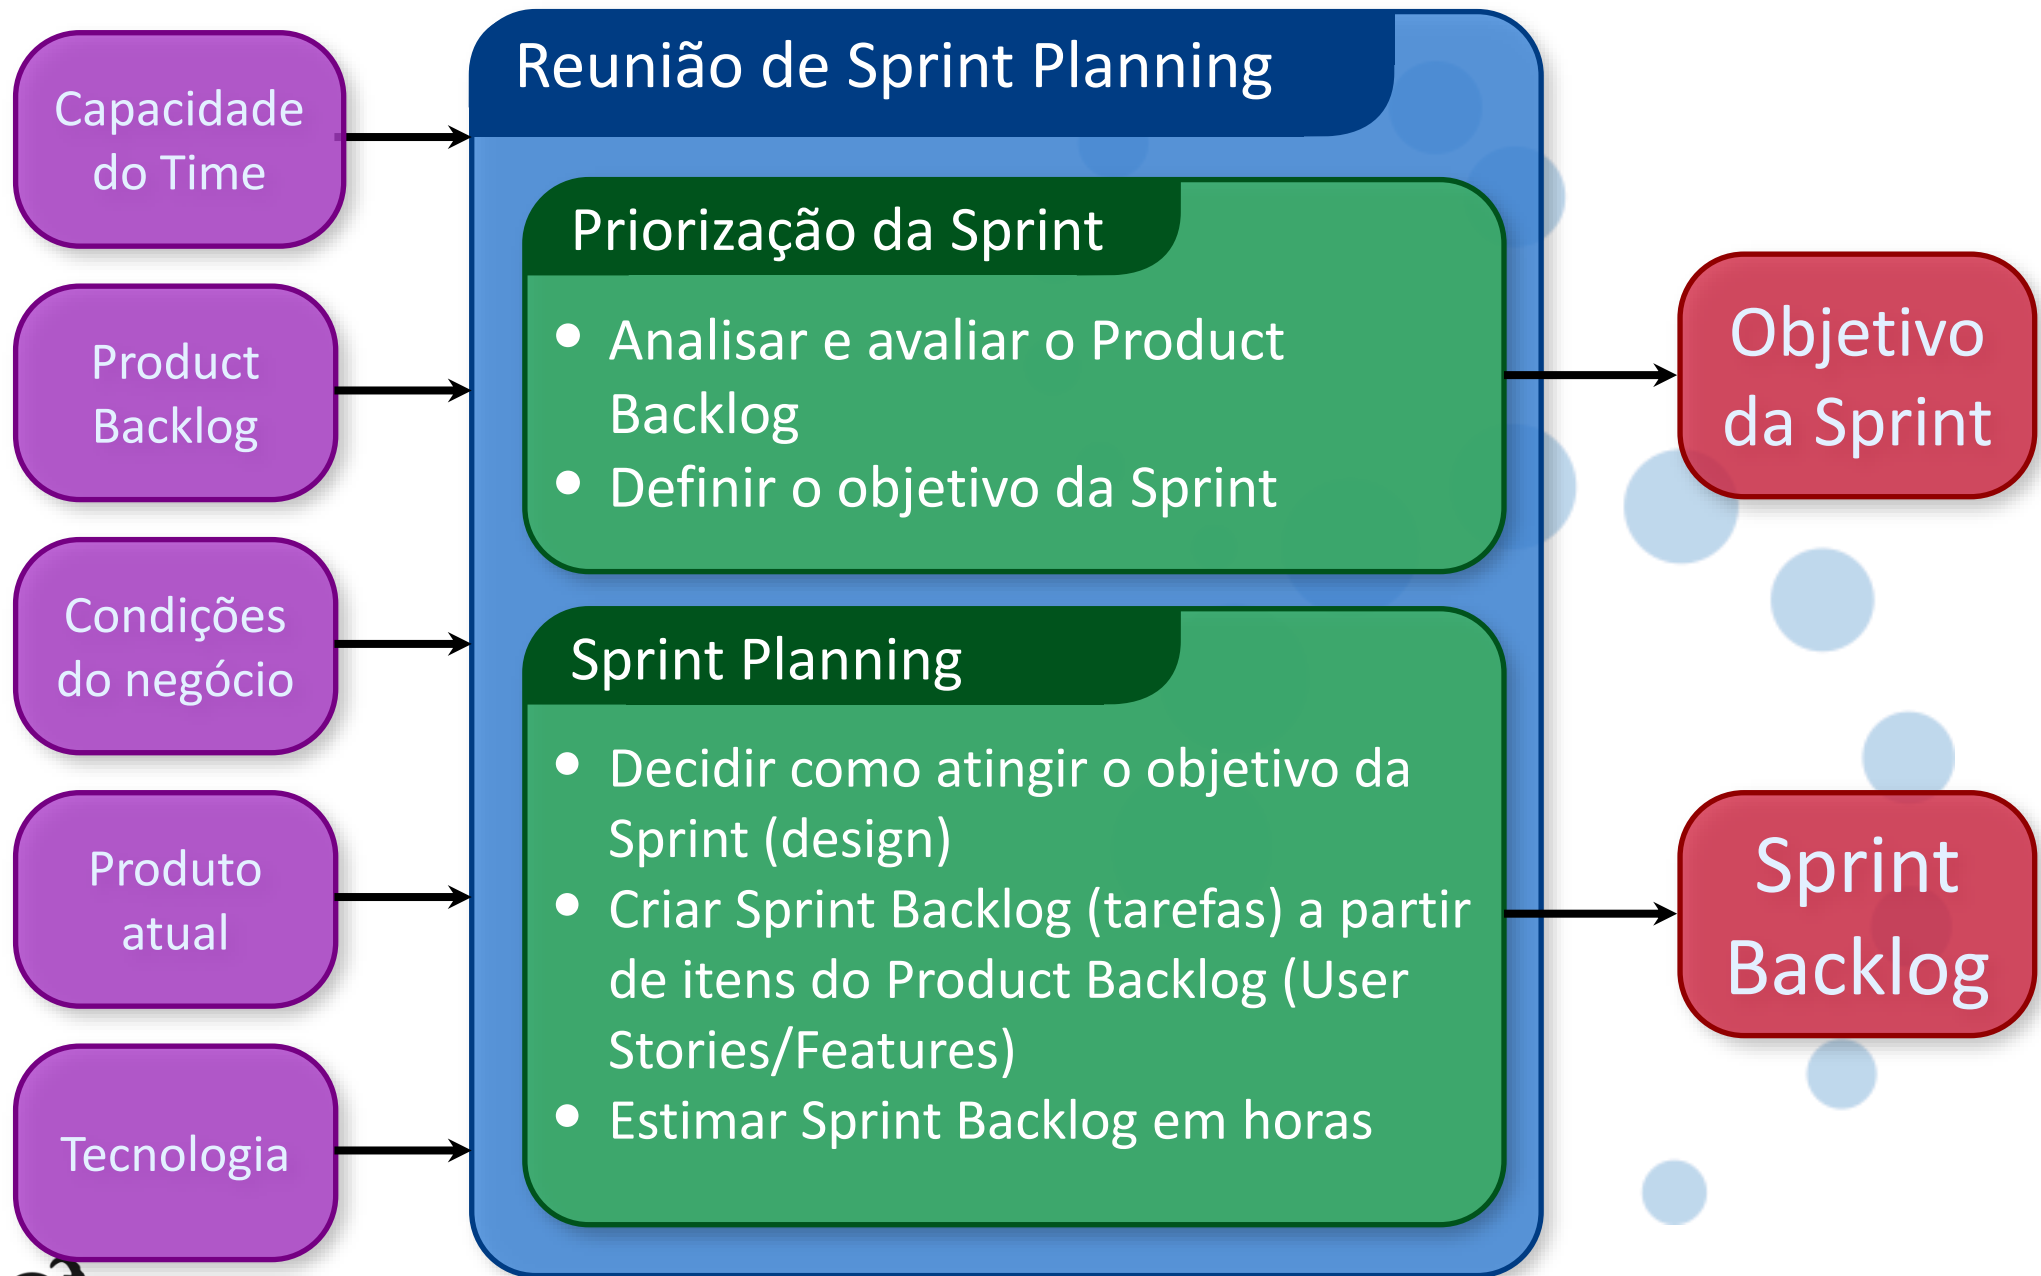 Capacidade
do Time
Product
Backlog
Condições
do negócio
Produto
atual
Tecnologia
Reunião de Sprint Planning
Priorização da Sprint
• Analisar e avaliar o Product
Backlog
• Definir o objetivo da Sprint
Sprint Planning
• Decidir como atingir o objetivo da
Sprint (design)
• Criar Sprint Backlog (tarefas) a partir
de itens do Product Backlog (User
Stories/Features)
• Estimar Sprint Backlog em horas
Objetivo
da Sprint
Sprint
Backlog